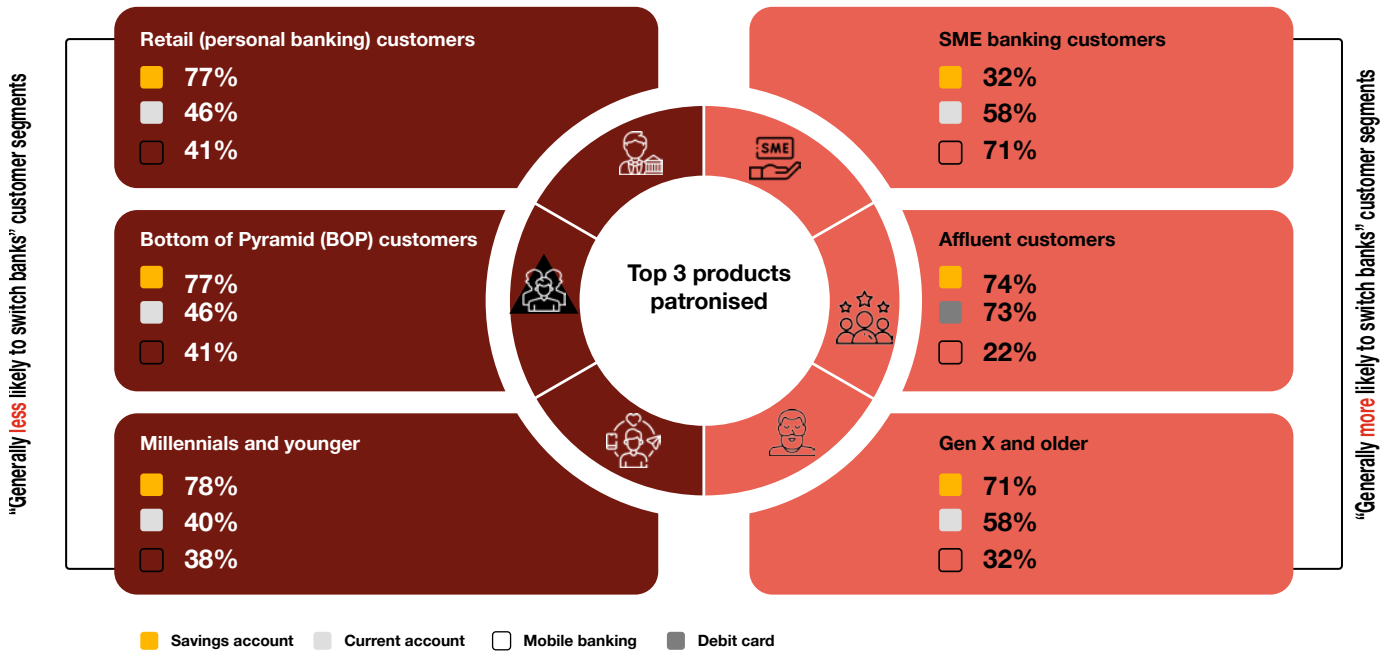 "Generally less likely to switch banks" customer segments
Retail (personal banking) customers
77%
46%
41%
Bottom of Pyramid (BOP) customers
77%
46%
41%
Millennials and younger
78%
40%
38%
Top 3 products
patronised
SME
SME banking customers
32%
58%
71%
Affluent customers
74%
73%
22%
Gen X and older
71%
58%
32%
"Generally more likely to switch banks" customer segments
Savings account
Current account
Mobile banking
Debit card